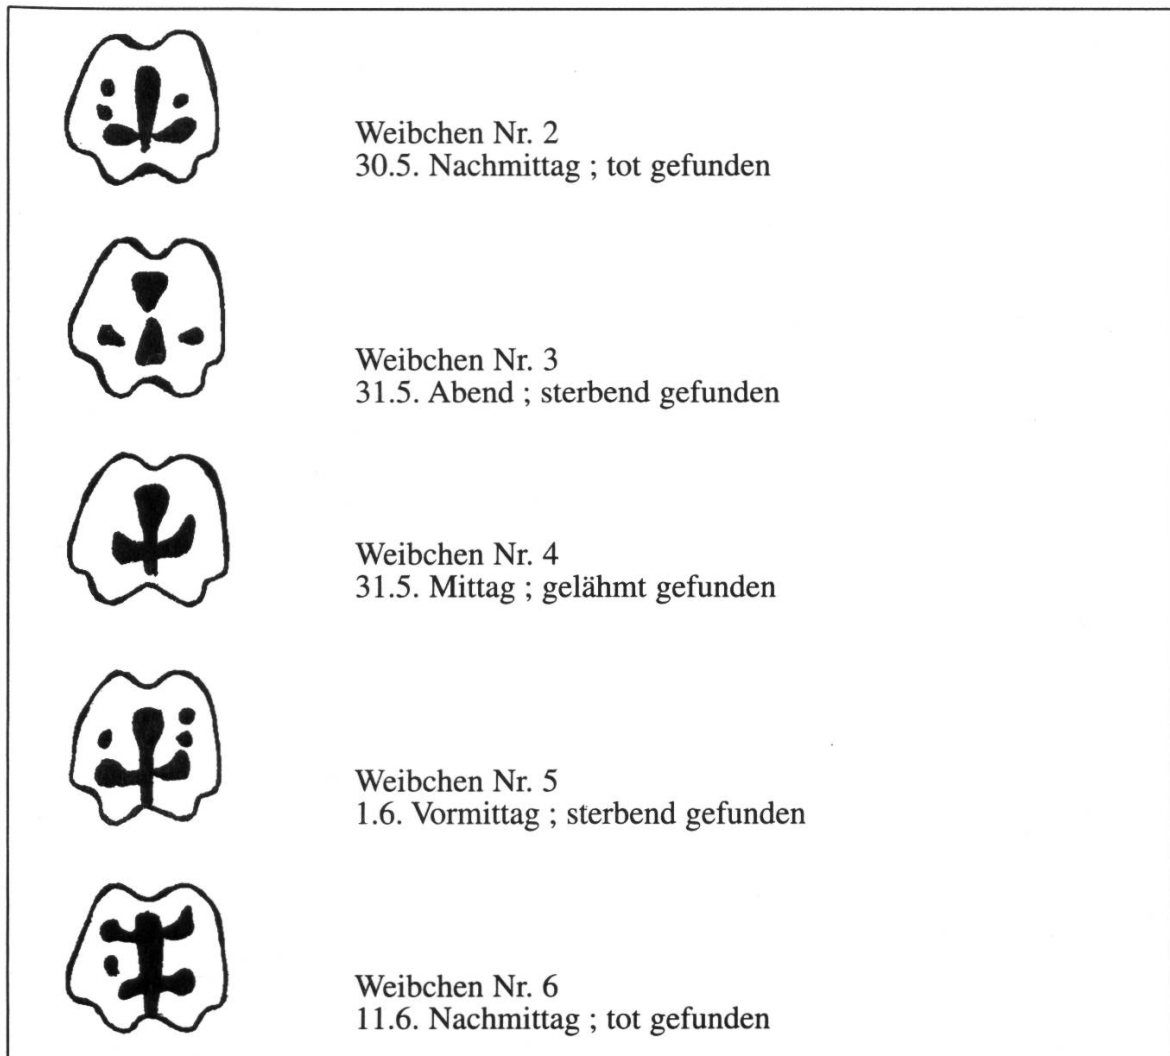 Weibchen Nr. 2
30.5. Nachmittag ; tot gefunden
Weibchen Nr. 3
31.5. Abend ; sterbend gefunden
Weibchen Nr. 4
31.5. Mittag ; gelähmt gefunden
Weibchen Nr. 5
1.6. Vormittag ; sterbend gefunden
Weibchen Nr. 6
11.6. Nachmittag ; tot gefunden